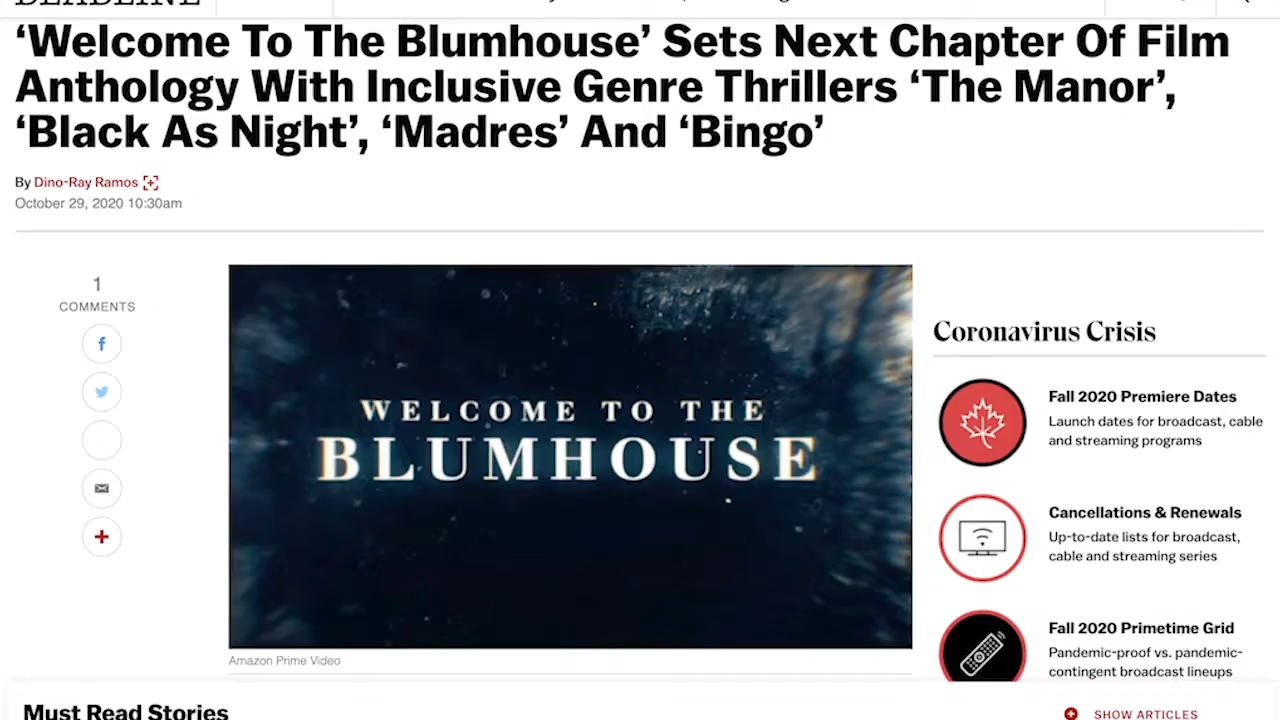 DEADLINE
‘Welcome To The Blumhouse’ Sets Next Chapter Of Film
Anthology With Inclusive Genre Thrillers ‘The Manor’,
‘Black As Night’, ‘Madres’ And ‘Bingo’
By Dino-Ray Ramos
October 29, 2020 10:30am
1
COMMENTS
WELCOME TO THE
BLUMHOUSE
Amazon Prime Video
Coronavirus Crisis
Fall 2020 Premiere Dates
Launch dates for broadcast, cable
and streaming programs
Cancellations & Renewals
Up-to-date lists for broadcast,
cable and streaming series
Fall 2020 Primetime Grid
Pandemic-proof vs. pandemic-
contingent broadcast lineups
Must Read Stories
SHOW ARTICLES